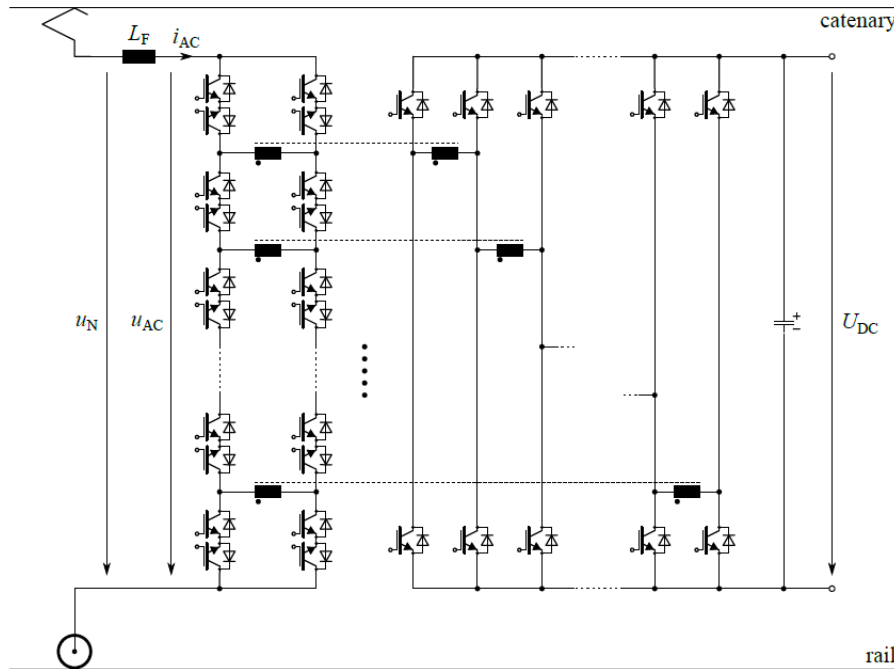 catenary
L_F
i_AC
u_N
u_AC
+
−
U_DC
rail